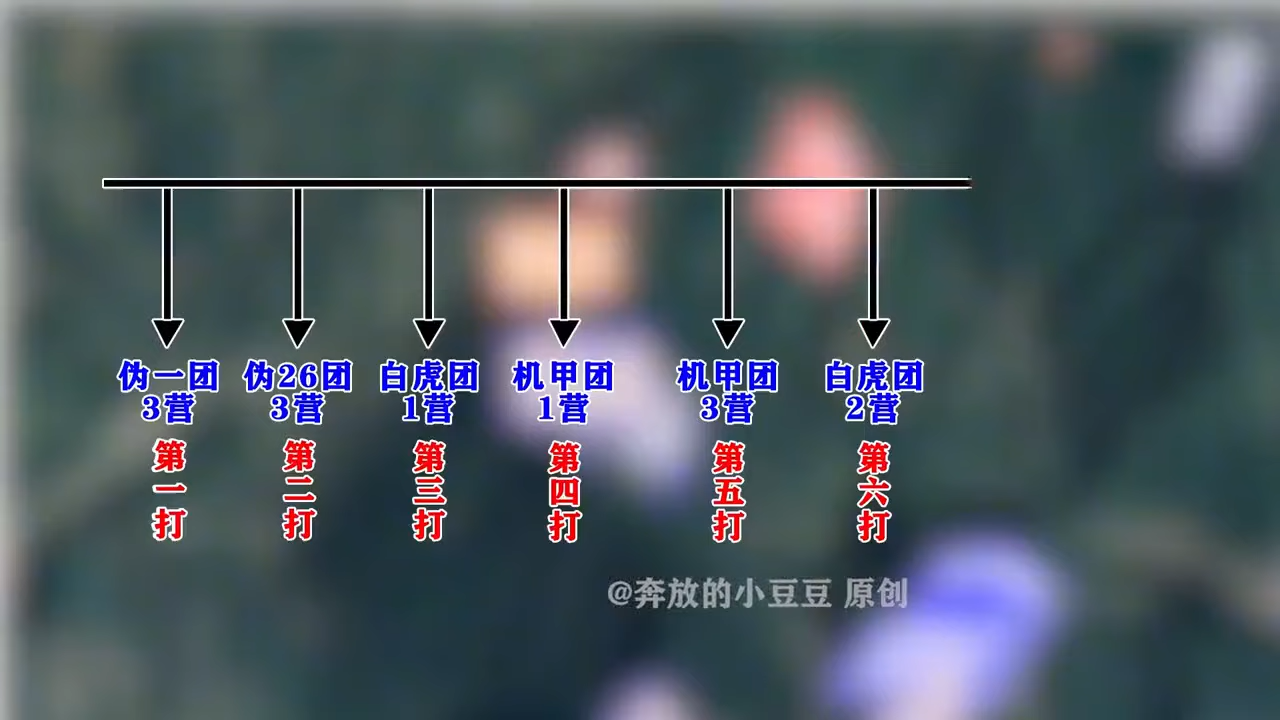 伪一团
3营
第一打
伪26团
3营
第二打
白虎团
1营
第三打
机甲团
1营
第四打
机甲团
3营
第五打
白虎团
2营
第六打
@奔放的小豆豆 原创